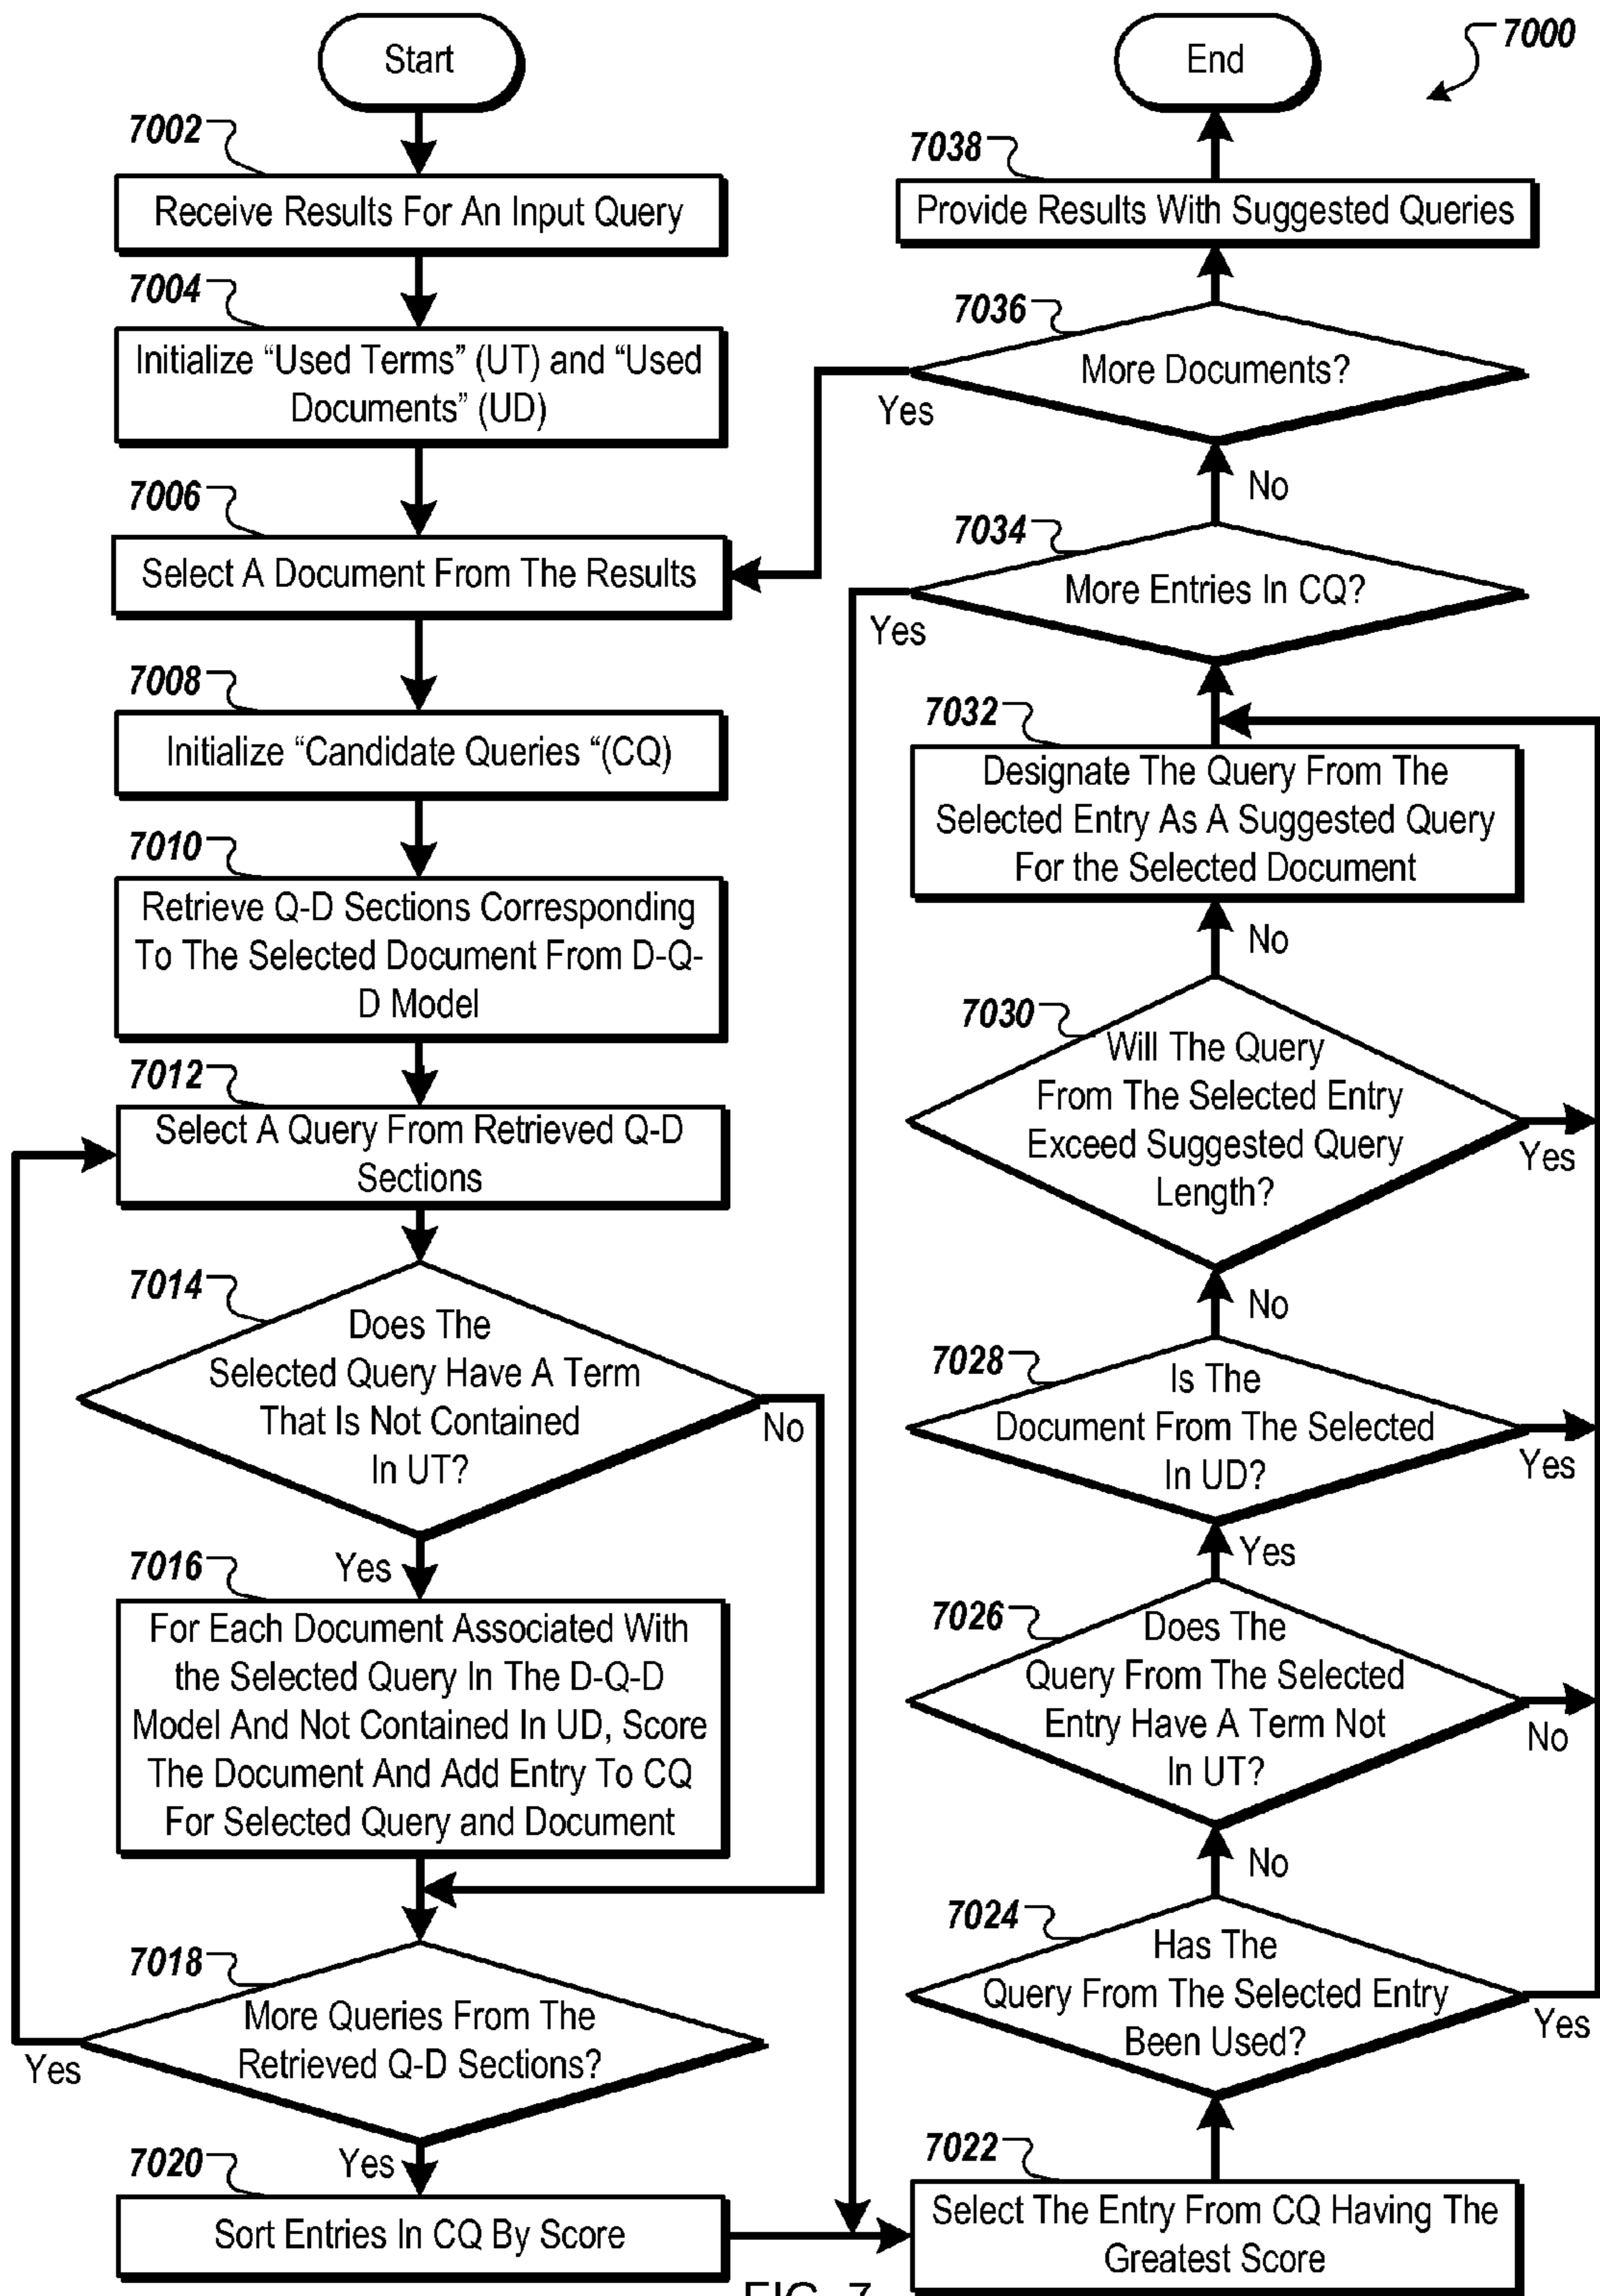 Start
7002
Receive Results For An Input Query
7004
Initialize “Used Terms” (UT) and “Used
Documents” (UD)
7006
Select A Document From The Results
7008
Initialize “Candidate Queries “(CQ)
7010
Retrieve Q-D Sections Corresponding
To The Selected Document From D-Q-
D Model
7012
Select A Query From Retrieved Q-D
Sections
7014
Does The
Selected Query Have A Term
That Is Not Contained
In UT?
No
Yes
7016
For Each Document Associated With
the Selected Query In The D-Q-D
Model And Not Contained In UD, Score
The Document And Add Entry To CQ
For Selected Query and Document
7018
More Queries From The
Retrieved Q-D Sections?
Yes
Yes
7020
Sort Entries In CQ By Score
End
7000
7038
Provide Results With Suggested Queries
7036
More Documents?
Yes
No
7034
More Entries In CQ?
Yes
7032
Designate The Query From The
Selected Entry As A Suggested Query
For the Selected Document
No
7030
Will The Query
From The Selected Entry
Exceed Suggested Query
Length?
Yes
No
7028
Is The
Document From The Selected
In UD?
Yes
Yes
7026
Does The
Query From The Selected
Entry Have A Term Not
In UT?
No
No
7024
Has The
Query From The Selected Entry
Been Used?
Yes
7022
Select The Entry From CQ Having The
Greatest Score
FIG. 7